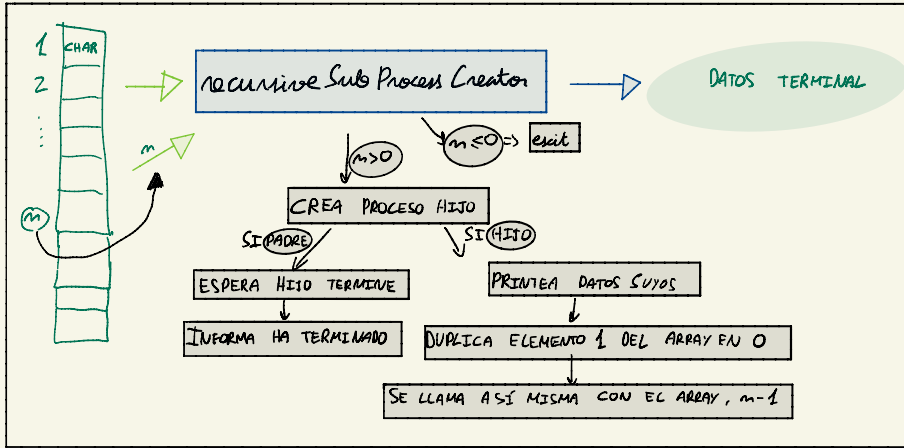 1 CHAR
2
n
n
recursive Sub Process Creator
DATOS TERMINAL
n>0
n≤0 => exit
CREA PROCESO HIJO
SI PADRE
SI HIJO
ESPERA HIJO TERMINE
INFORMA HA TERMINADO
PRINTEA DATOS SUYOS
DUPLICA ELEMENTO 1 DEL ARRAY EN 0
SE LLAMA ASÍ MISMA CON EL ARRAY, n-1